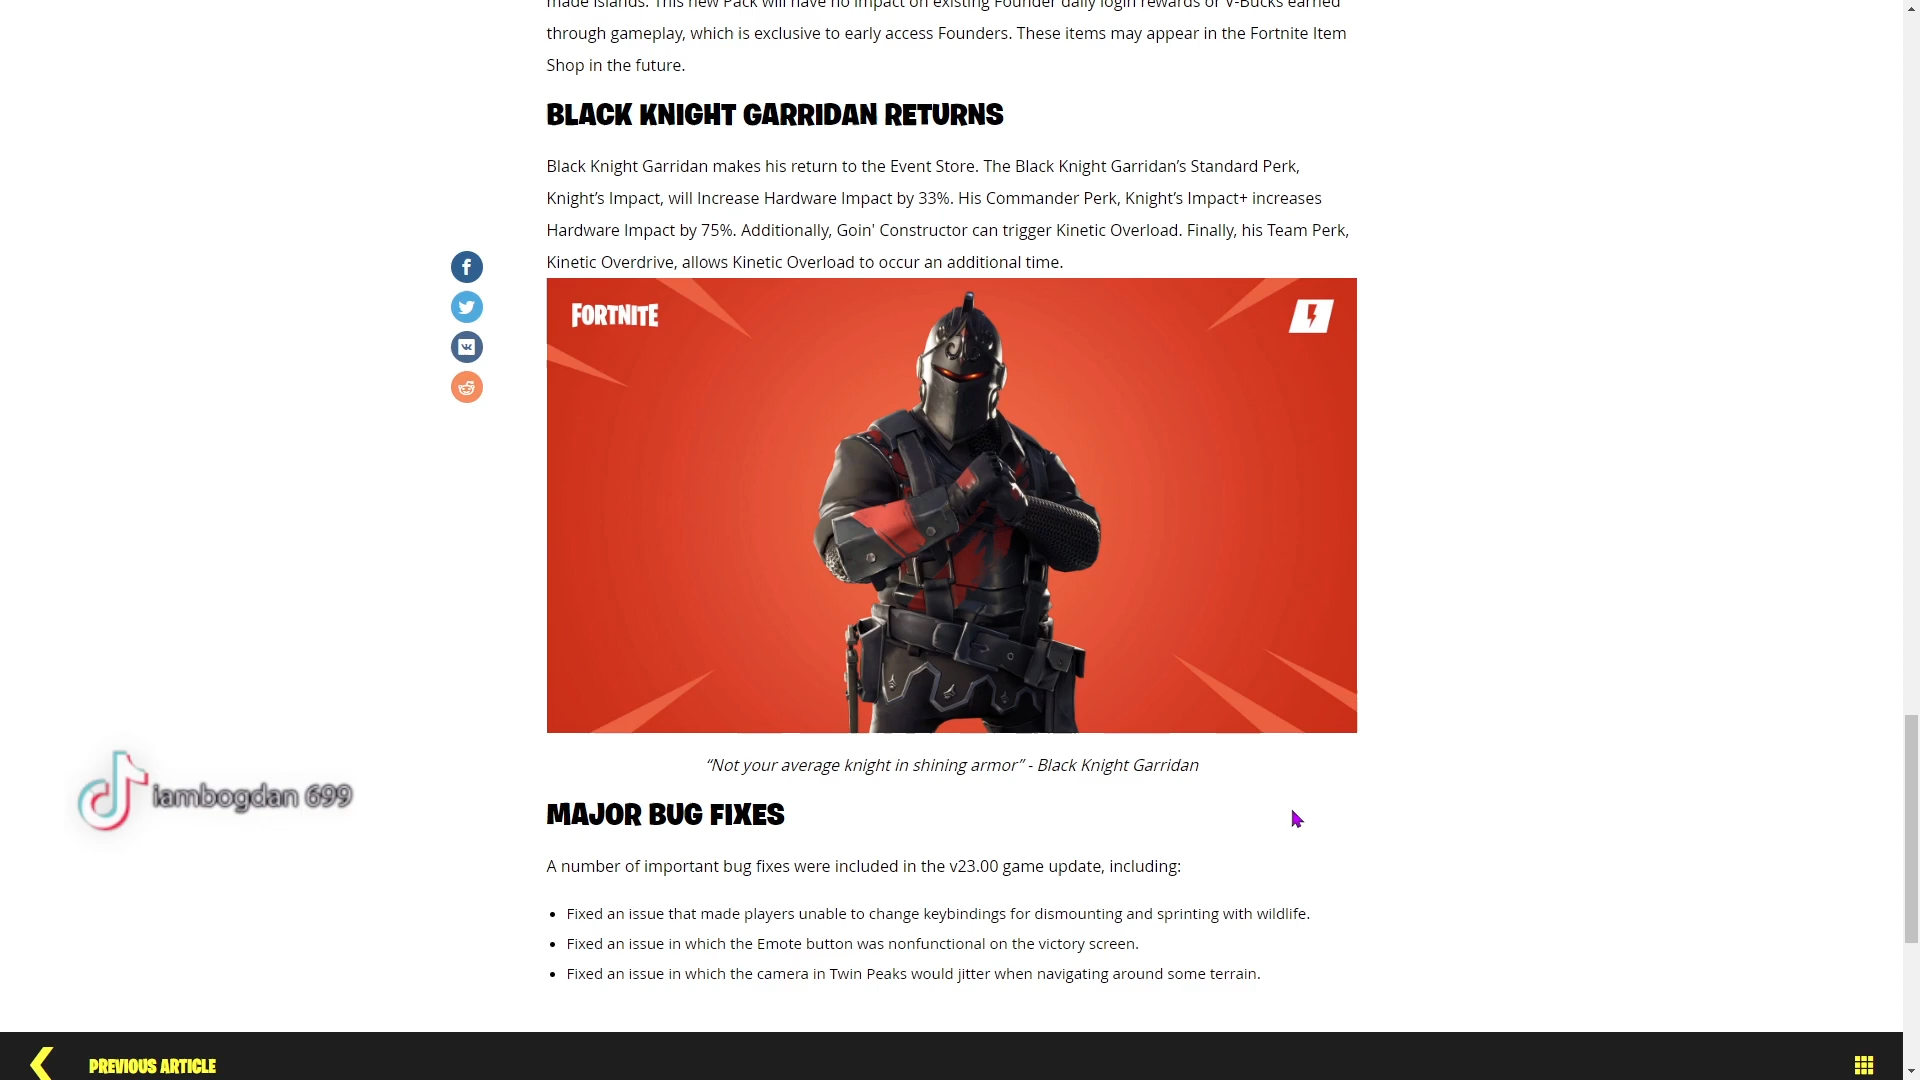 made islands. This new Pack will have no impact on existing Founder daily login rewards or V-Bucks earned
through gameplay, which is exclusive to early access Founders. These items may appear in the Fortnite Item
Shop in the future.
BLACK KNIGHT GARRIDAN RETURNS
Black Knight Garridan makes his return to the Event Store. The Black Knight Garridan’s Standard Perk,
Knight’s Impact, will Increase Hardware Impact by 33%. His Commander Perk, Knight’s Impact+ increases
Hardware Impact by 75%. Additionally, Goin' Constructor can trigger Kinetic Overload. Finally, his Team Perk,
Kinetic Overdrive, allows Kinetic Overload to occur an additional time.
FORTNITE
“Not your average knight in shining armor” - Black Knight Garridan
iambogdan 699
MAJOR BUG FIXES
A number of important bug fixes were included in the v23.00 game update, including:
• Fixed an issue that made players unable to change keybindings for dismounting and sprinting with wildlife.
• Fixed an issue in which the Emote button was nonfunctional on the victory screen.
• Fixed an issue in which the camera in Twin Peaks would jitter when navigating around some terrain.
PREVIOUS ARTICLE